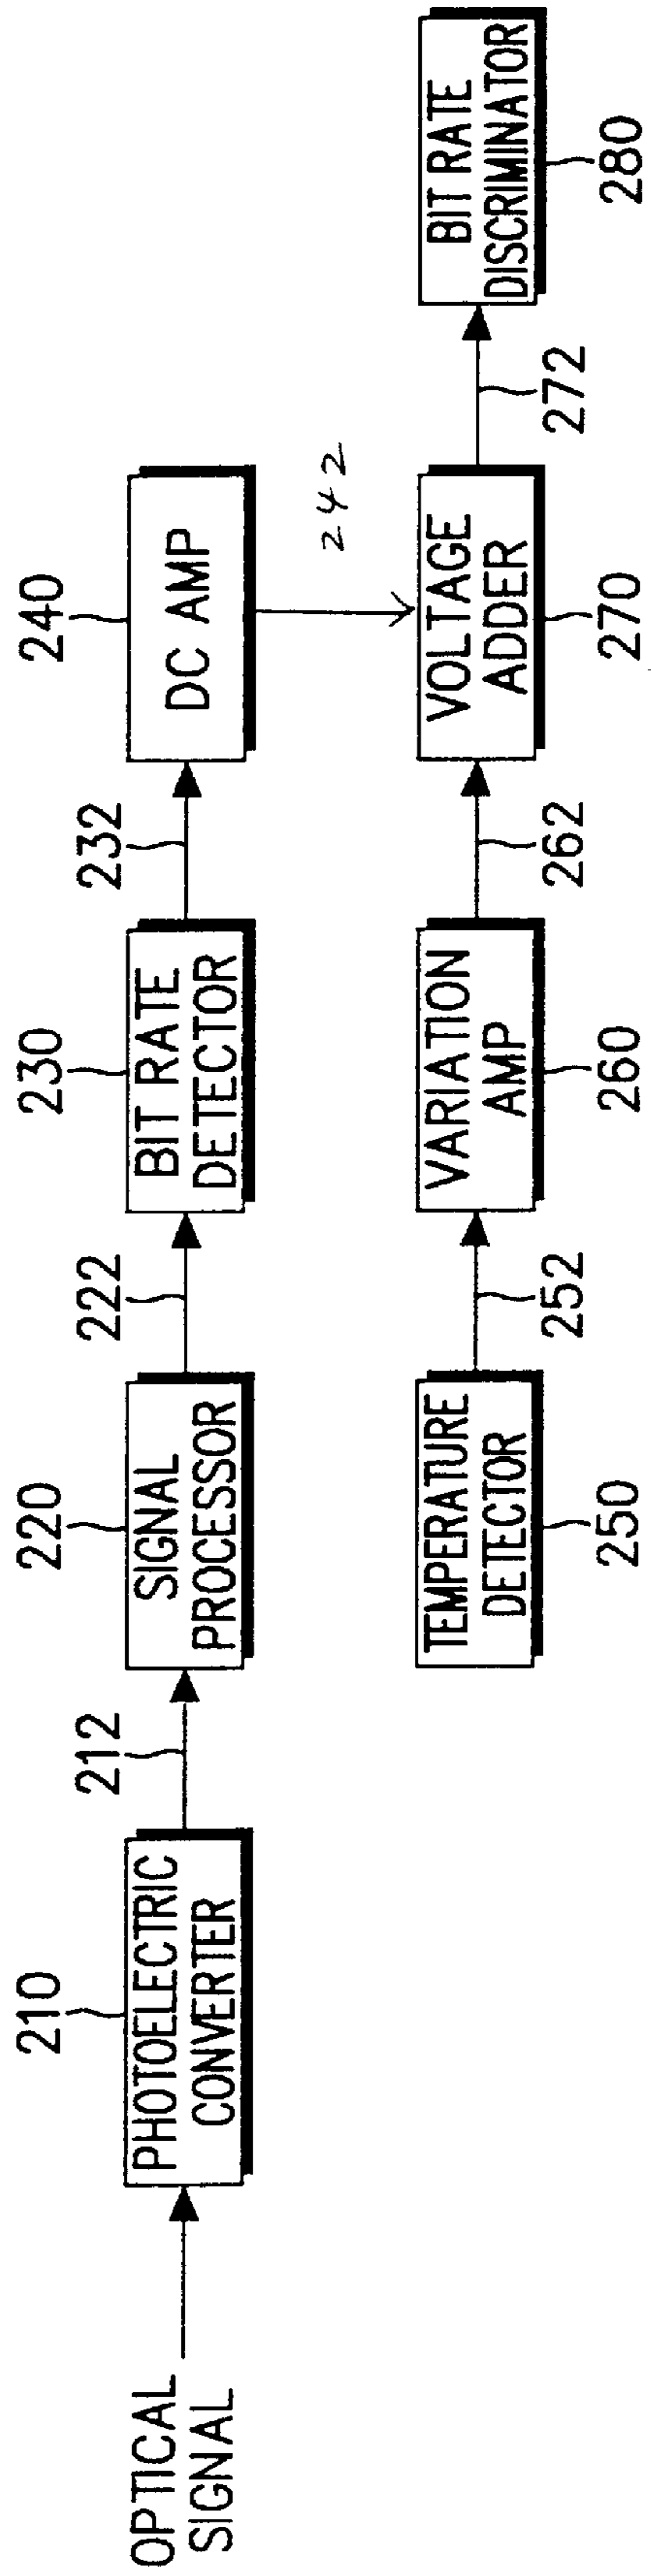 OPTICAL
SIGNAL
210
PHOTOELECTRIC
CONVERTER
212
220
SIGNAL
PROCESSOR
222
230
BIT RATE
DETECTOR
232
240
DC AMP
242
TEMPERATURE
DETECTOR
250
252
VARIATION
AMP
260
262
VOLTAGE
ADDER
270
272
BIT RATE
DISCRIMINATOR
280